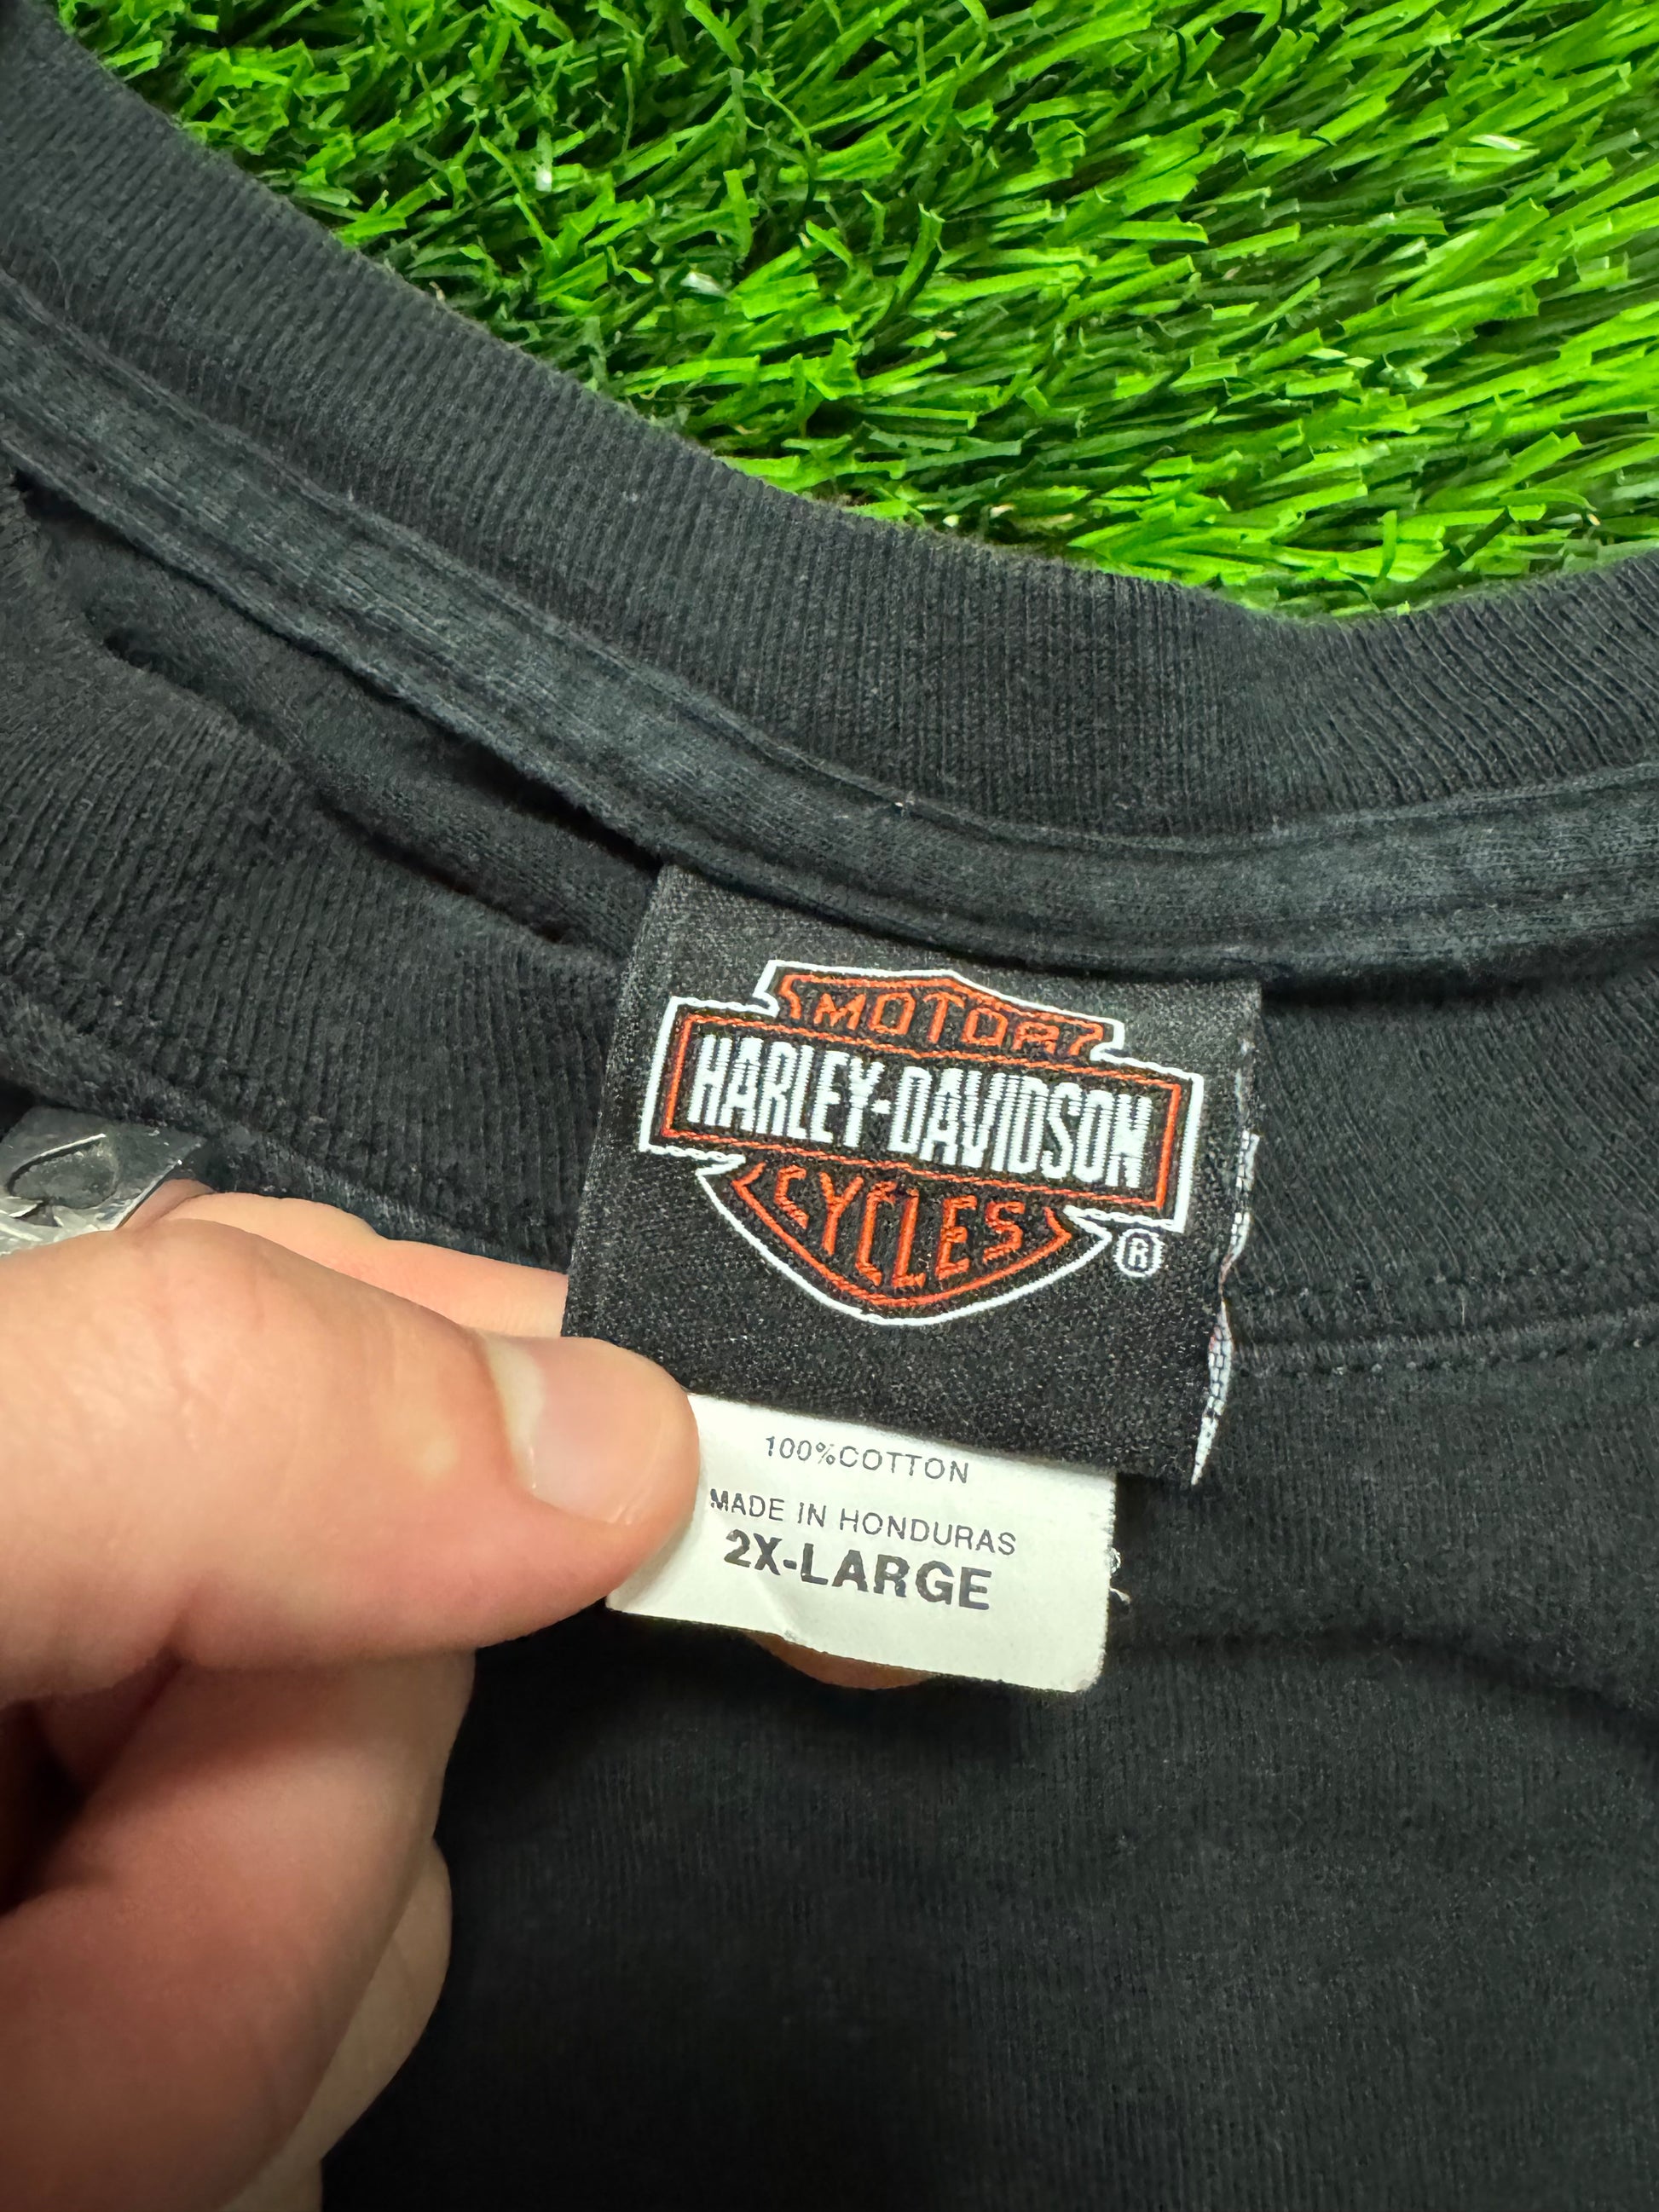 MOTOR
HARLEY-DAVIDSON
CYCLES
®
100%COTTON
MADE IN HONDURAS
2X-LARGE